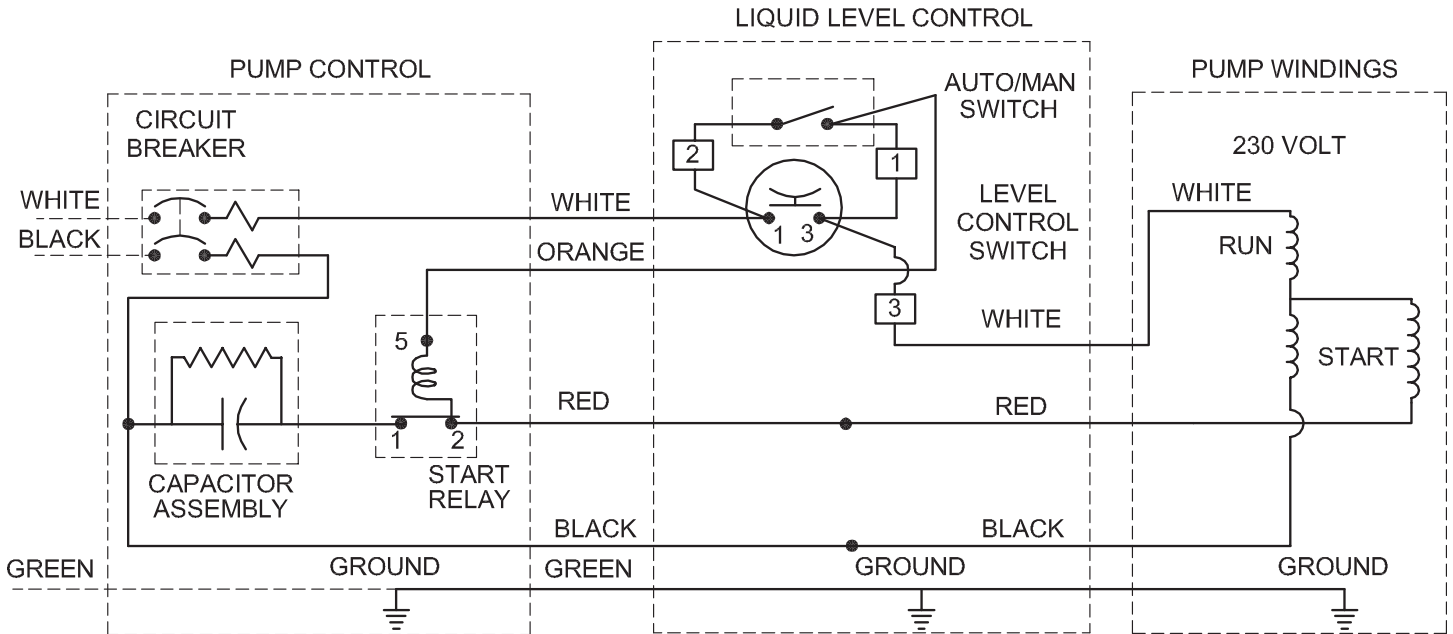 LIQUID LEVEL CONTROL
PUMP CONTROL
PUMP WINDINGS
CIRCUIT
BREAKER
AUTO/MAN
SWITCH
2
1
230 VOLT
WHITE
WHITE
WHITE
LEVEL
CONTROL
SWITCH
1 3
BLACK
ORANGE
RUN
3
WHITE
5
START
RED
RED
1 2
CAPACITOR
ASSEMBLY
START
RELAY
BLACK
BLACK
GREEN
GROUND
GREEN
GROUND
GROUND